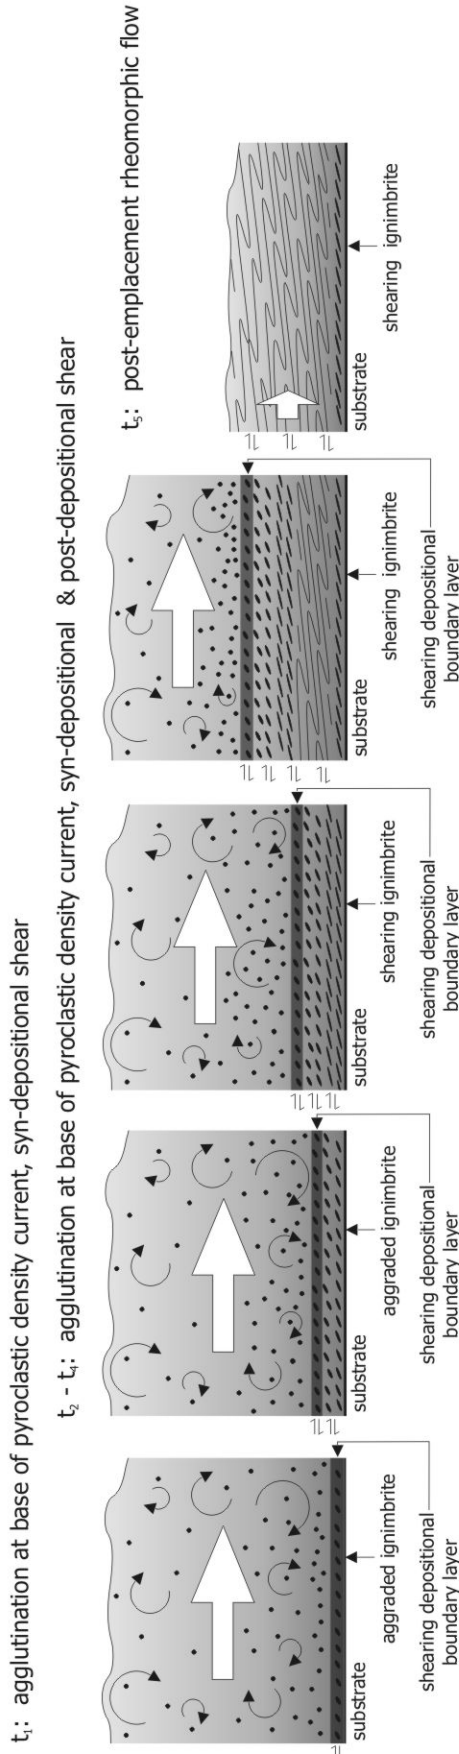 t₁: agglutination at base of pyroclastic density current, syn-depositional shear
t₂ - t₄: agglutination at base of pyroclastic density current, syn-depositional & post-depositional shear
t₅: post-emplacement rheomorphic flow
substrate
aggraded ignimbrite
shearing depositional
boundary layer
substrate
aggraded ignimbrite
shearing depositional
boundary layer
substrate
shearing ignimbrite
shearing depositional
boundary layer
substrate
shearing ignimbrite
shearing depositional
boundary layer
substrate
shearing ignimbrite